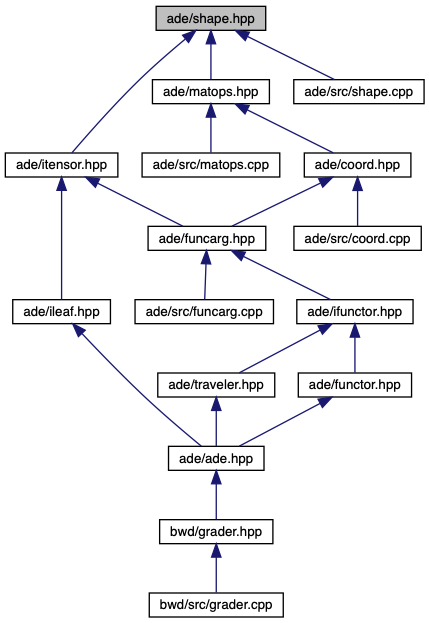 ade/shape.hpp
ade/matops.hpp
ade/src/shape.cpp
ade/itensor.hpp
ade/src/matops.cpp
ade/coord.hpp
ade/funcarg.hpp
ade/src/coord.cpp
ade/ileaf.hpp
ade/src/funcarg.cpp
ade/ifunctor.hpp
ade/traveler.hpp
ade/functor.hpp
ade/ade.hpp
bwd/grader.hpp
bwd/src/grader.cpp